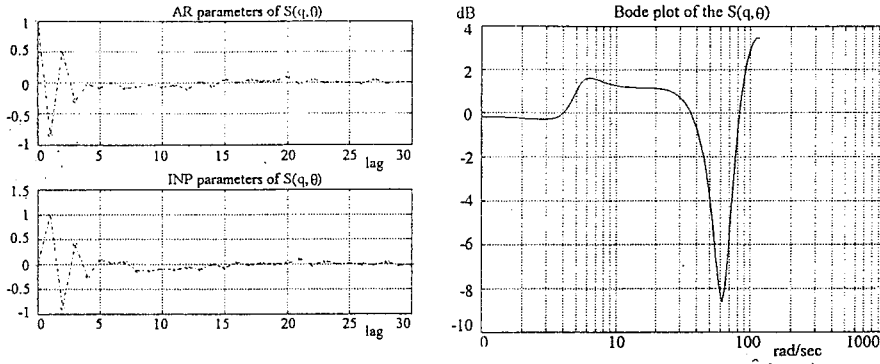 AR parameters of S(q,θ)
1
0.5
0
-0.5
-1
0 5 10 15 20 25 30
lag
INP parameters of S(q,θ)
1.5
1
0.5
0
-0.5
-1
0 5 10 15 20 25 30
lag
dB Bode plot of the S(q,θ)
4
2
0
-2
-4
-6
-8
-10
0 10 100 1000
rad/sec